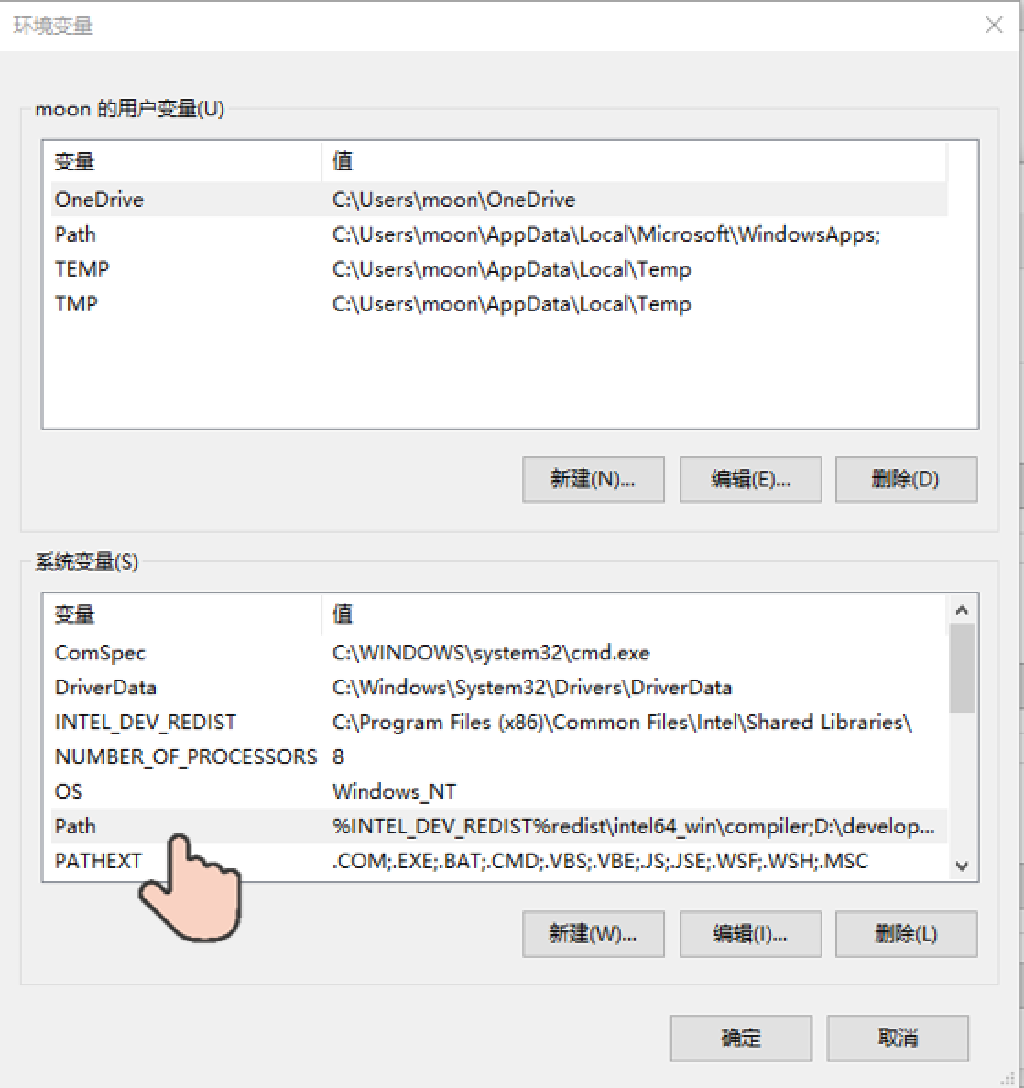 环境变量
moon 的用户变量(U)
变量 值
OneDrive C:\Users\moon\OneDrive
Path C:\Users\moon\AppData\Local\Microsoft\WindowsApps;
TEMP C:\Users\moon\AppData\Local\Temp
TMP C:\Users\moon\AppData\Local\Temp
新建(N)... 编辑(E)... 删除(D)
系统变量(S)
变量 值
ComSpec C:\WINDOWS\system32\cmd.exe
DriverData C:\Windows\System32\Drivers\DriverData
INTEL_DEV_REDIST C:\Program Files (x86)\Common Files\Intel\Shared Libraries\
NUMBER_OF_PROCESSORS 8
OS Windows_NT
Path %INTEL_DEV_REDIST%redist\intel64_win\compiler;D:\develop...
PATHEXT .COM;.EXE;.BAT;.CMD;.VBS;.VBE;.JS;.JSE;.WSF;.WSH;.MSC
新建(W)... 编辑(I)... 删除(L)
确定 取消